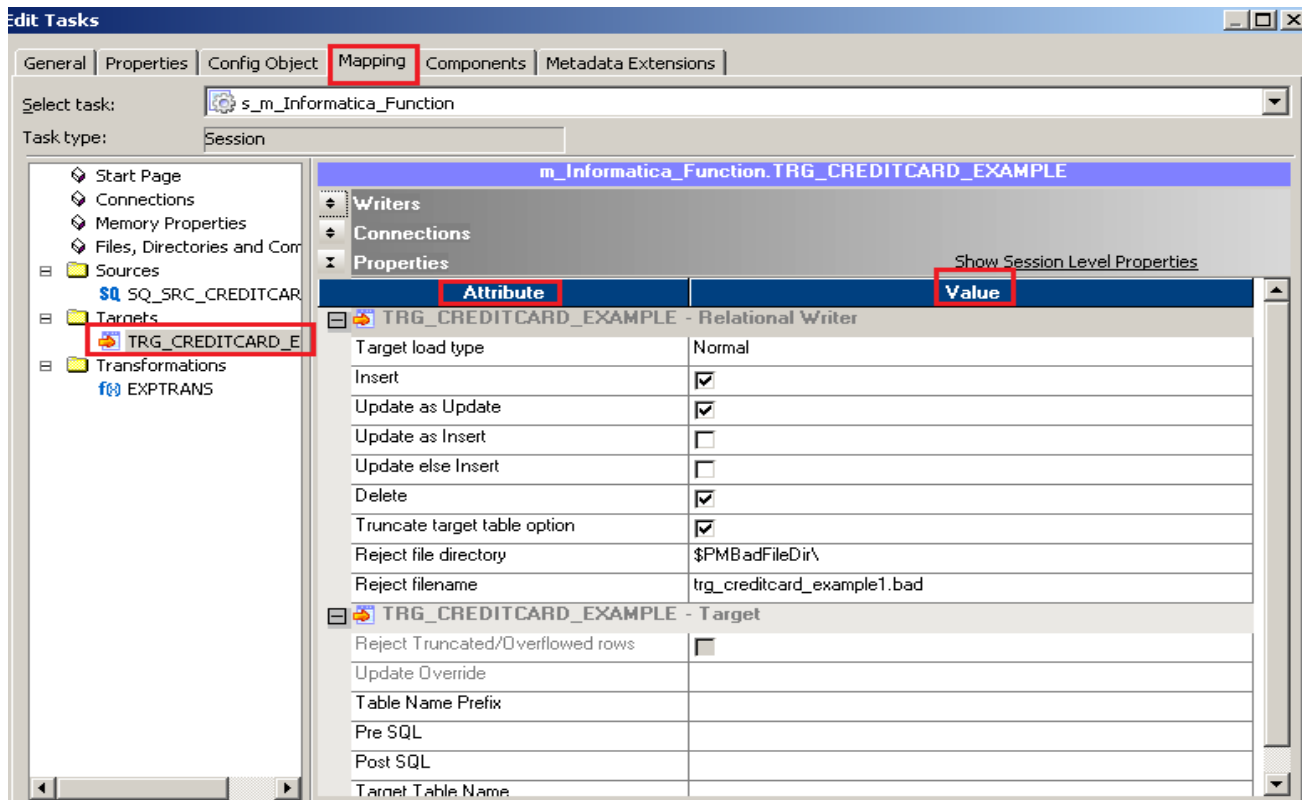 Edit Tasks
General Properties Config Object Mapping Components Metadata Extensions
Select task: s_m_Informatica_Function
Task type: Session
Start Page
Connections
Memory Properties
Files, Directories and Com
Sources
SQ SQ_SRC_CREDITCAR
Targets
TRG_CREDITCARD_E
Transformations
f(x) EXPTRANS
m_Informatica_Function.TRG_CREDITCARD_EXAMPLE
Writers
Connections
Properties Show Session Level Properties
Attribute Value
TRG_CREDITCARD_EXAMPLE - Relational Writer
Target load type Normal
Insert
Update as Update
Update as Insert
Update else Insert
Delete
Truncate target table option
Reject file directory $PMBadFileDir\
Reject filename trg_creditcard_example1.bad
TRG_CREDITCARD_EXAMPLE - Target
Reject Truncated/Overflowed rows
Update Override
Table Name Prefix
Pre SQL
Post SQL
Target Table Name